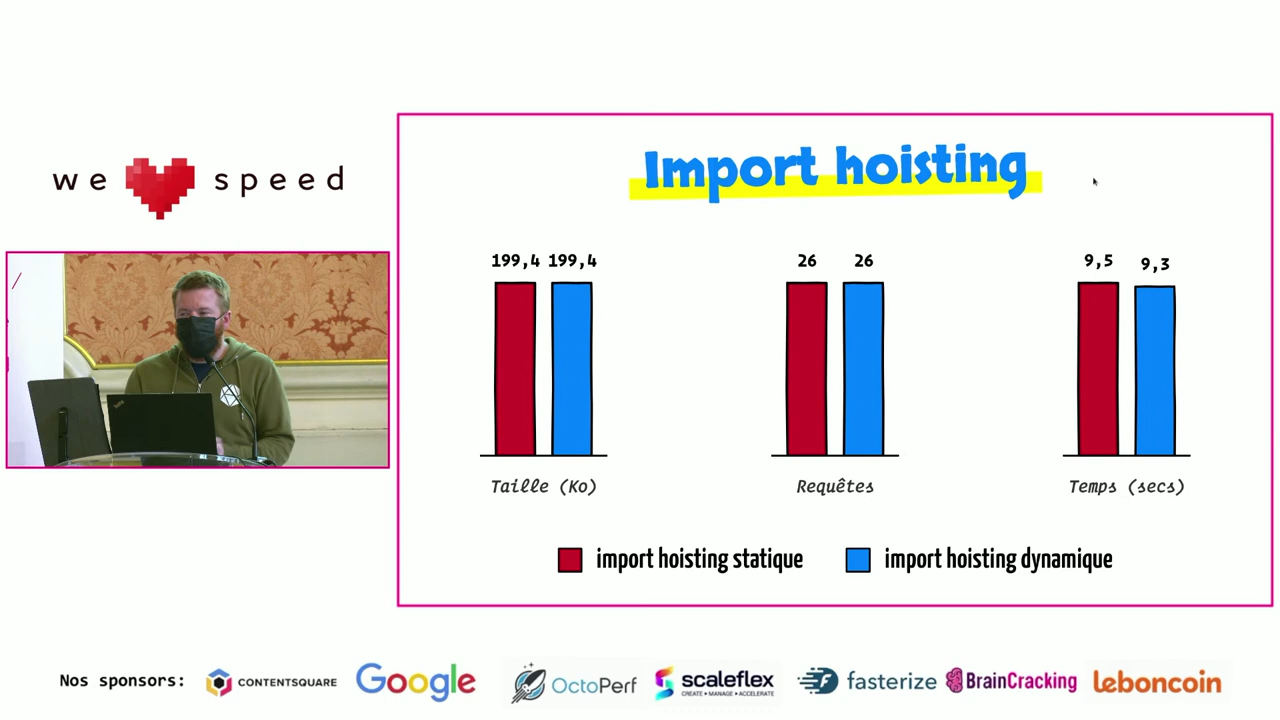 we speed
Import hoisting
199,4 199,4
26 26
9,5 9,3
Taille (Ko)
Requêtes
Temps (secs)
import hoisting statique
import hoisting dynamique
Nos sponsors:
CONTENTSQUARE
Google
OctoPerf
scaleflex
CREATE • MANAGE • ACCELERATE
fasterize
BrainCracking
leboncoin